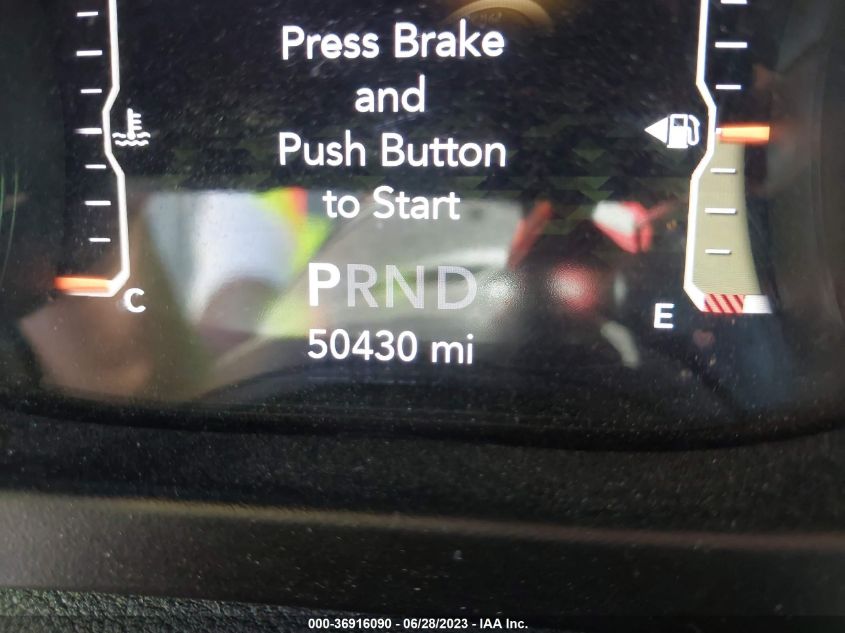 Press Brake
and
Push Button
to Start
PRND
C
E
50430 mi
000-36916090 - 06/28/2023 - IAA Inc.